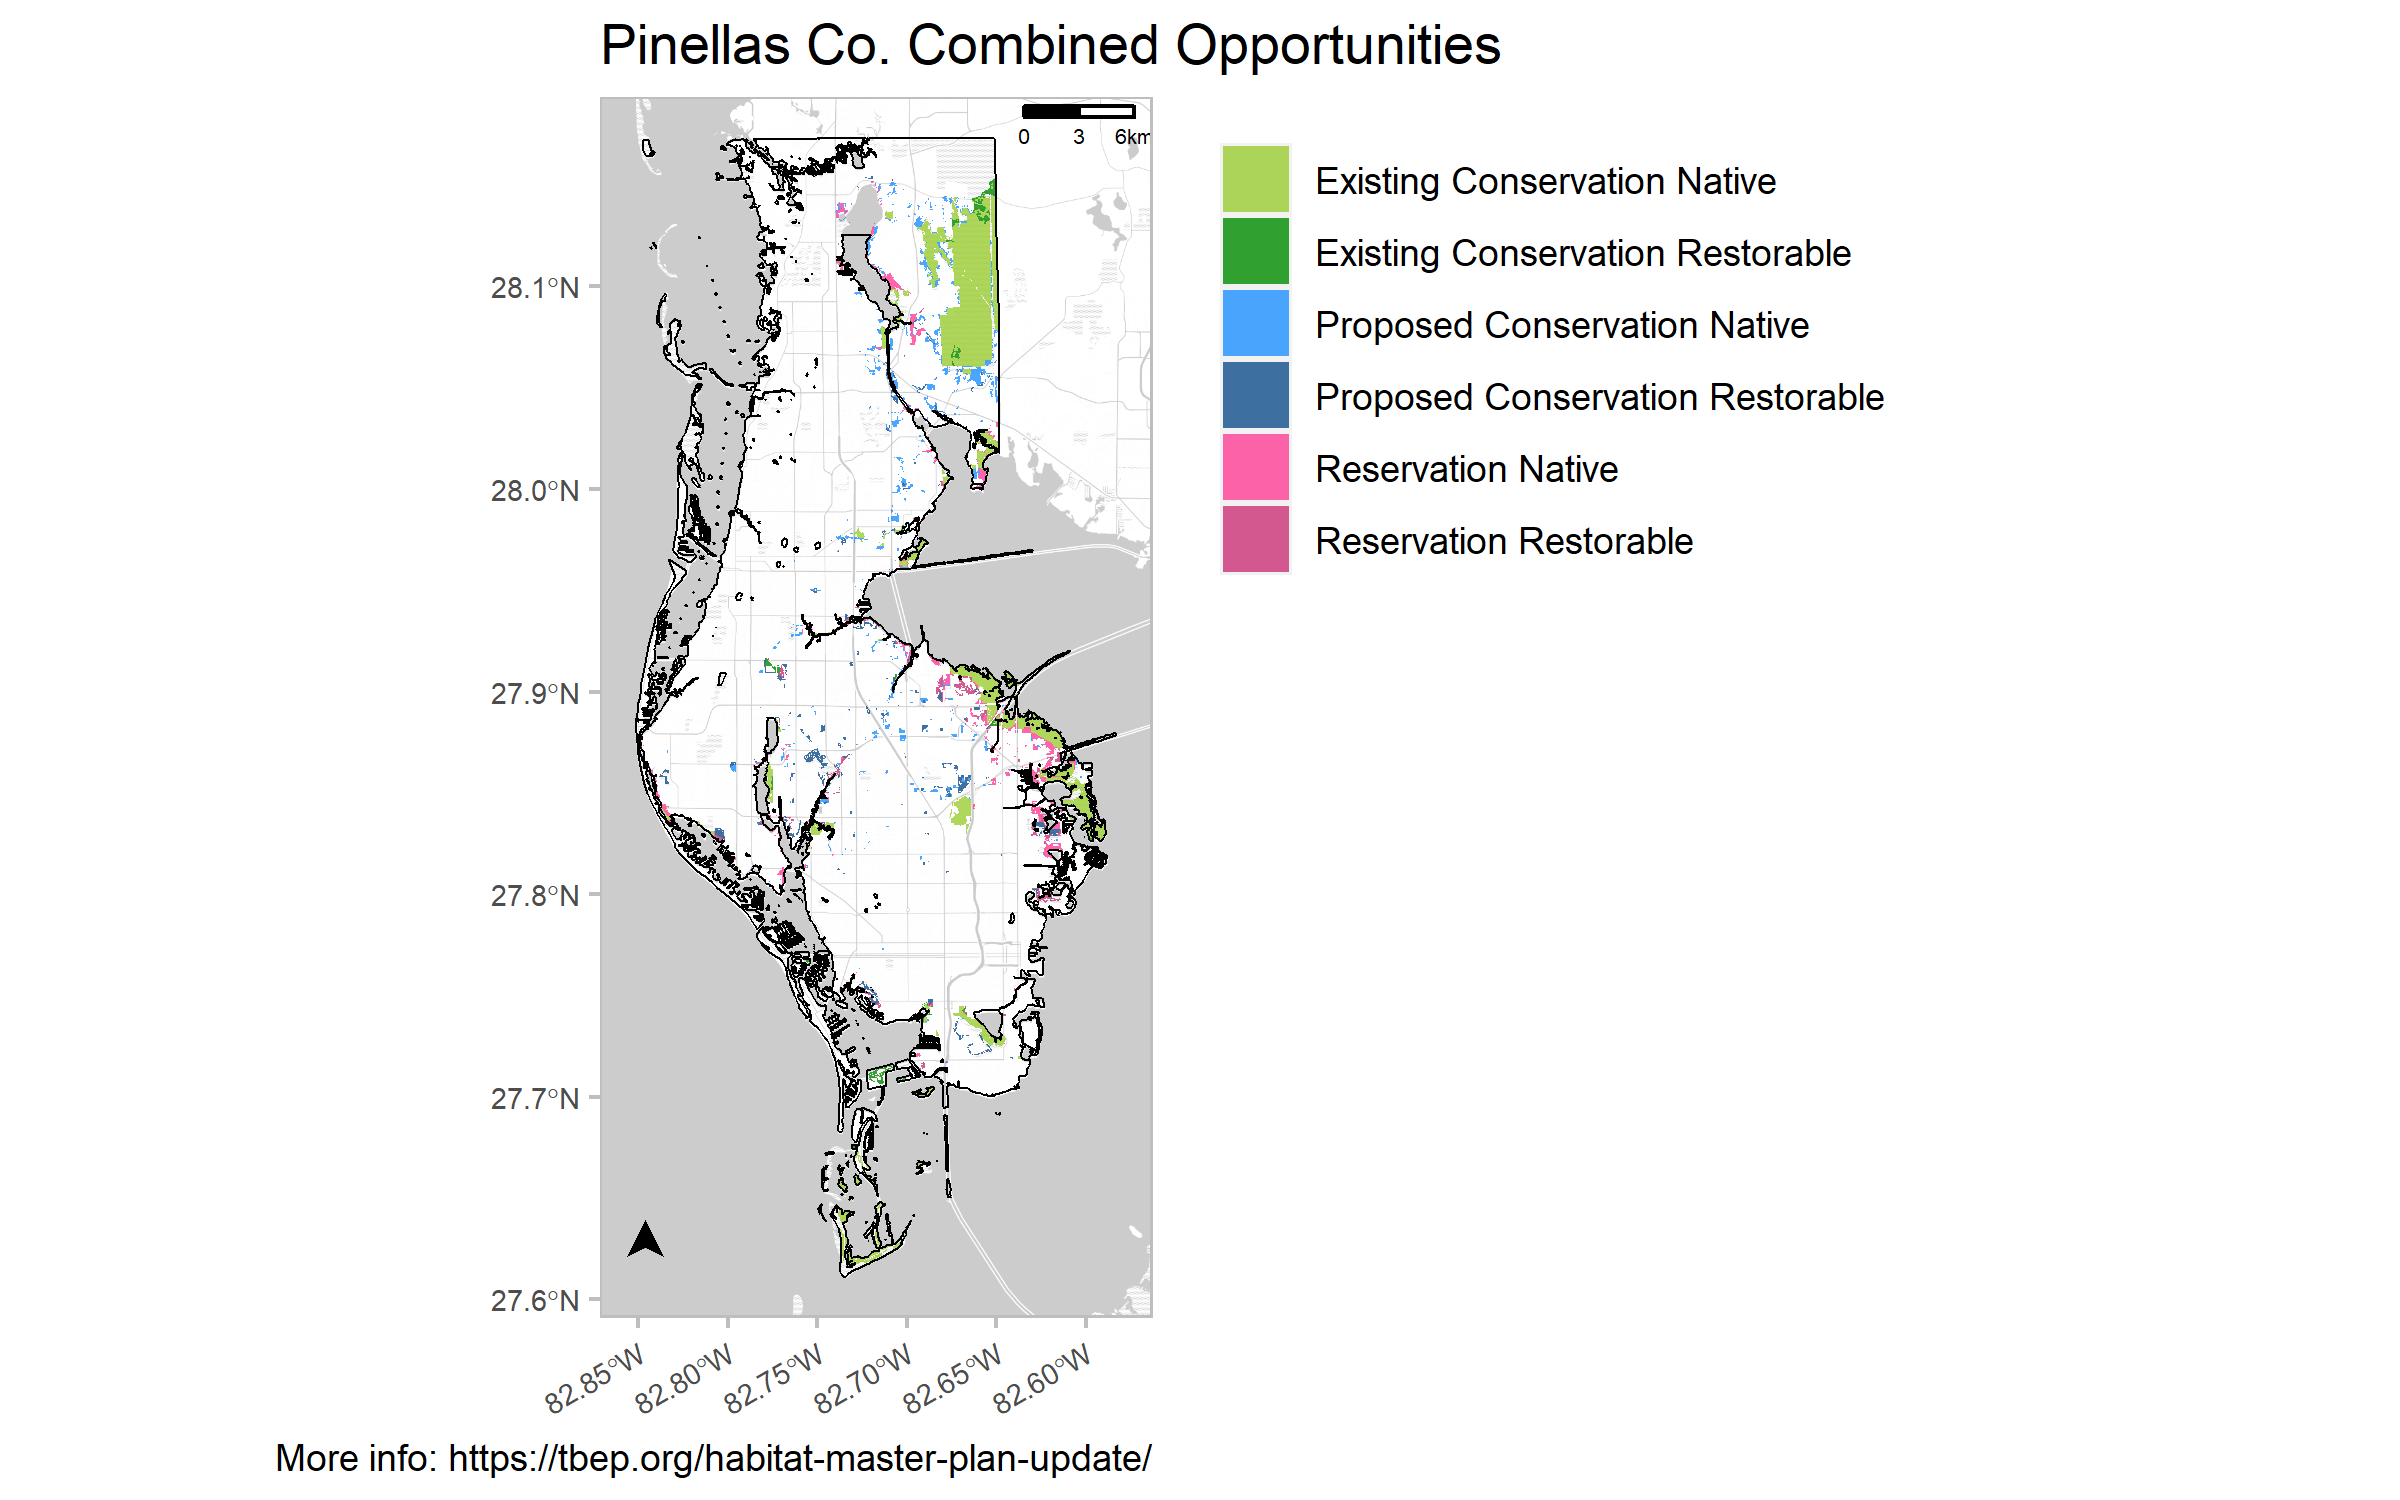 Pinellas Co. Combined Opportunities
0 3 6km
Existing Conservation Native
Existing Conservation Restorable
Proposed Conservation Native
Proposed Conservation Restorable
Reservation Native
Reservation Restorable
28.1°N
28.0°N
27.9°N
27.8°N
27.7°N
27.6°N
82.85°W 82.80°W 82.75°W 82.70°W 82.65°W 82.60°W
More info: https://tbep.org/habitat-master-plan-update/